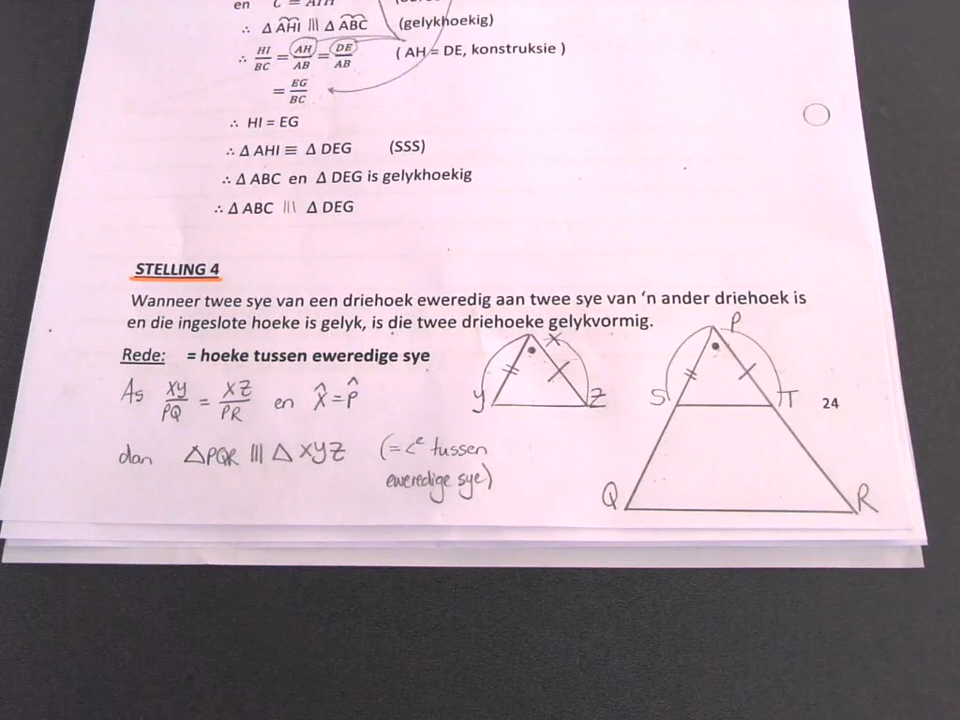 en
∴ Δ AHI ||| Δ ABC (gelykhoekig)
∴ HI/BC = AH/AB = DE/AB ( AH = DE, konstruksie )
= EG/BC
∴ HI = EG
∴ Δ AHI ≡ Δ DEG (SSS)
∴ Δ ABC en Δ DEG is gelykhoekig
∴ Δ ABC ||| Δ DEG
STELLING 4
Wanneer twee sye van een driehoek eweredig aan twee sye van 'n ander driehoek is
en die ingeslote hoeke is gelyk, is die twee driehoeke gelykvormig.
Rede: = hoeke tussen eweredige sye
As XY/PQ = XZ/PR en X̂ = P̂
dan ΔPQR ||| Δ XYZ (=<e tussen
eweredige sye)
X
Y
Z
P
S
T
Q
R
24